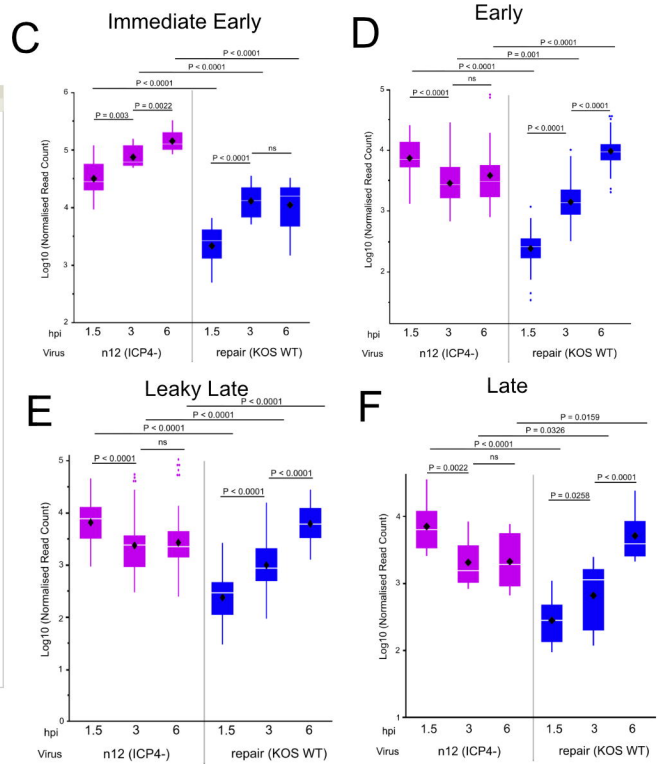 C
Immediate Early
P < 0.0001
P < 0.0001
P < 0.0001
P = 0.003
P = 0.0022
P < 0.0001
ns
Log10 (Normalised Read Count)
6
5
4
3
2
hpi
1.5
3
6
1.5
3
6
Virus
n12 (ICP4-)
repair (KOS WT)
D
Early
P < 0.0001
P = 0.001
P < 0.0001
P < 0.0001
ns
P < 0.0001
P < 0.0001
Log10 (Normalised Read Count)
5
4
3
2
hpi
1.5
3
6
1.5
3
6
Virus
n12 (ICP4-)
repair (KOS WT)
E
Leaky Late
P < 0.0001
P < 0.0001
P < 0.0001
P < 0.0001
ns
P < 0.0001
P < 0.0001
Log10 (Normalised Read Count)
5
4
3
2
1
0
hpi
1.5
3
6
1.5
3
6
Virus
n12 (ICP4-)
repair (KOS WT)
F
Late
P = 0.0159
P = 0.0326
P < 0.0001
ns
P = 0.0022
P = 0.0258
P < 0.0001
Log10 (Normalised Read Count)
4
3
2
1
hpi
1.5
3
6
1.5
3
6
Virus
n12 (ICP4-)
repair (KOS WT)